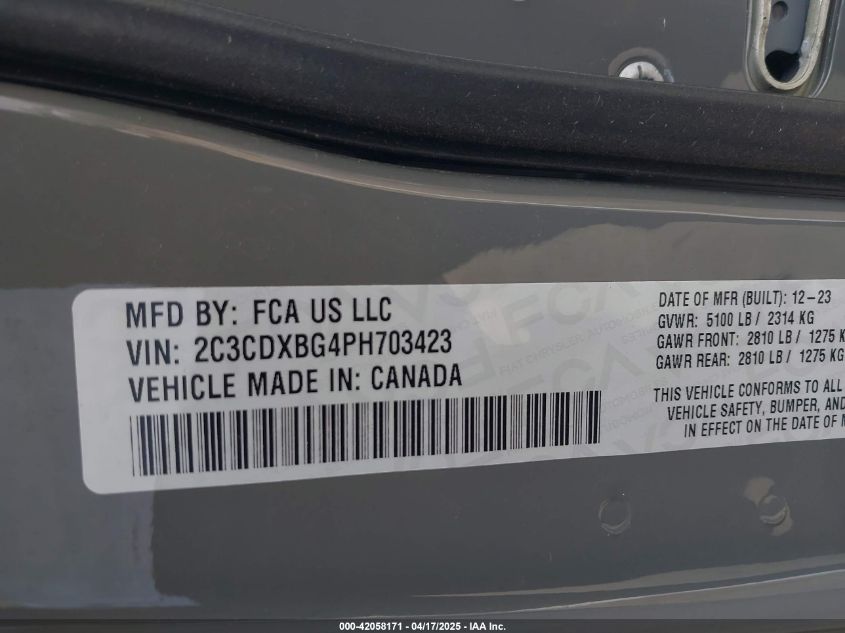 MFD BY: FCA US LLC
VIN: 2C3CDXBG4PH703423
VEHICLE MADE IN: CANADA
DATE OF MFR (BUILT): 12-23
GVWR: 5100 LB / 2314 KG
GAWR FRONT: 2810 LB / 1275 KG
GAWR REAR: 2810 LB / 1275 KG
THIS VEHICLE CONFORMS TO ALL
VEHICLE SAFETY, BUMPER, AND
IN EFFECT ON THE DATE OF M
000-42058171 - 04/17/2025 - IAA Inc.